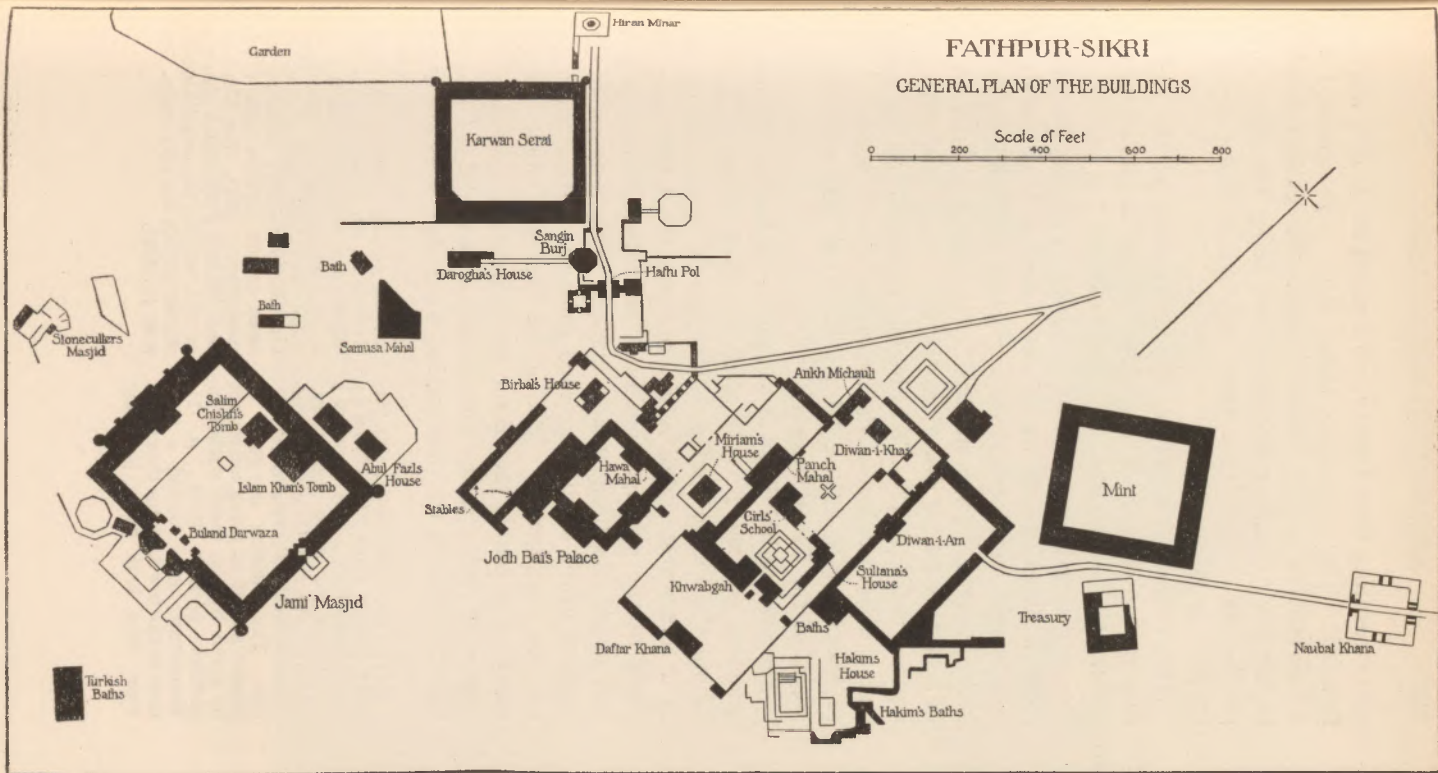 FATHPUR-SIKRI
GENERAL PLAN OF THE BUILDINGS
Scale of Feet
0 200 400 600 800
Hiran Minar
Garden
Karwan Serai
Sangin
Burj
Darogha's House
Hathi Pol
Bath
Bath
Samusa Mahal
Stonecutters
Masjid
Salim
Chishti's
Tomb
Islam Khan's Tomb
Abul Fazls
House
Buland Darwaza
Jami' Masjid
Turkish
Baths
Birbal's House
Stables
Hawa
Mahal
Jodh Bai's Palace
Miriam's
House
Ankh Michauli
Diwan-i-Khas
Panch
Mahal
Girls'
School
Diwan-i-Am
Sultana's
House
Khwabgah
Baths
Daftar Khana
Hakims
House
Hakim's Baths
Mint
Treasury
Naubat Khana